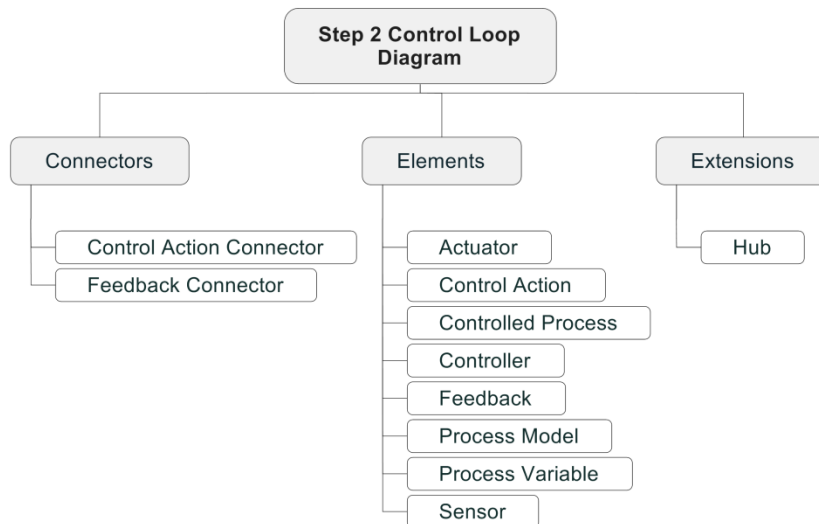 Step 2 Control Loop
Diagram
Connectors
Elements
Extensions
Control Action Connector
Feedback Connector
Actuator
Control Action
Controlled Process
Controller
Feedback
Process Model
Process Variable
Sensor
Hub